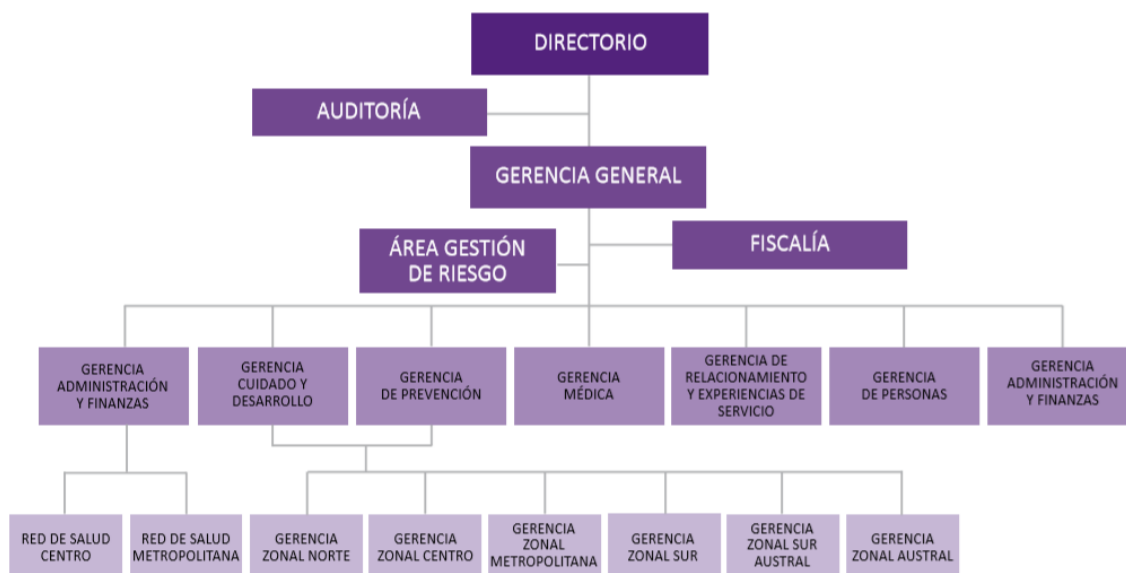 DIRECTORIO
AUDITORÍA
GERENCIA GENERAL
ÁREA GESTIÓN
DE RIESGO
FISCALÍA
GERENCIA
ADMINISTRACIÓN
Y FINANZAS
GERENCIA
CUIDADO Y
DESARROLLO
GERENCIA
DE PREVENCIÓN
GERENCIA
MÉDICA
GERENCIA DE
RELACIONAMIENTO
Y EXPERIENCIAS DE
SERVICIO
GERENCIA
DE PERSONAS
GERENCIA
ADMINISTRACIÓN
Y FINANZAS
RED DE SALUD
CENTRO
RED DE SALUD
METROPOLITANA
GERENCIA
ZONAL NORTE
GERENCIA
ZONAL CENTRO
GERENCIA
ZONAL
METROPOLITANA
GERENCIA
ZONAL SUR
GERENCIA
ZONAL SUR
AUSTRAL
GERENCIA
ZONAL AUSTRAL